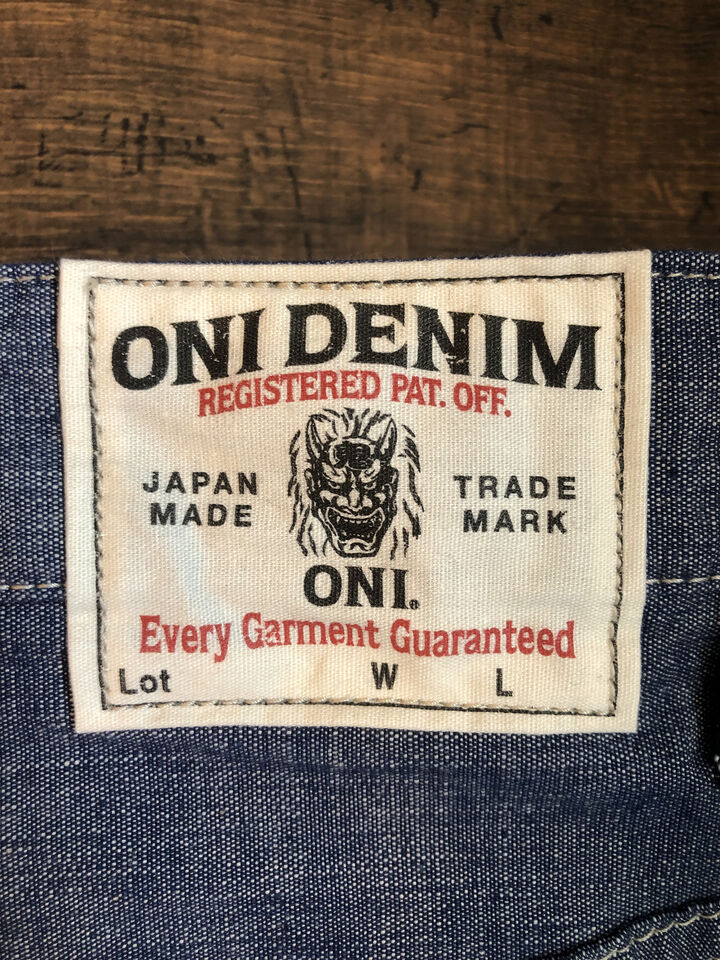 ONI DENIM
REGISTERED PAT. OFF.
JAPAN MADE
TRADE MARK
ONI®
Every Garment Guaranteed
Lot W L